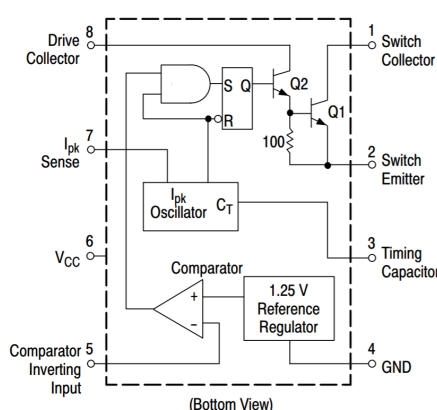 8
Drive
Collector
1
Switch
Collector
S Q
R
Q2
Q1
100
7
Ipk
Sense
2
Switch
Emitter
Ipk
Oscillator
CT
6
VCC
3
Timing
Capacitor
Comparator
+
−
1.25 V
Reference
Regulator
5
Comparator
Inverting
Input
4
GND
(Bottom View)